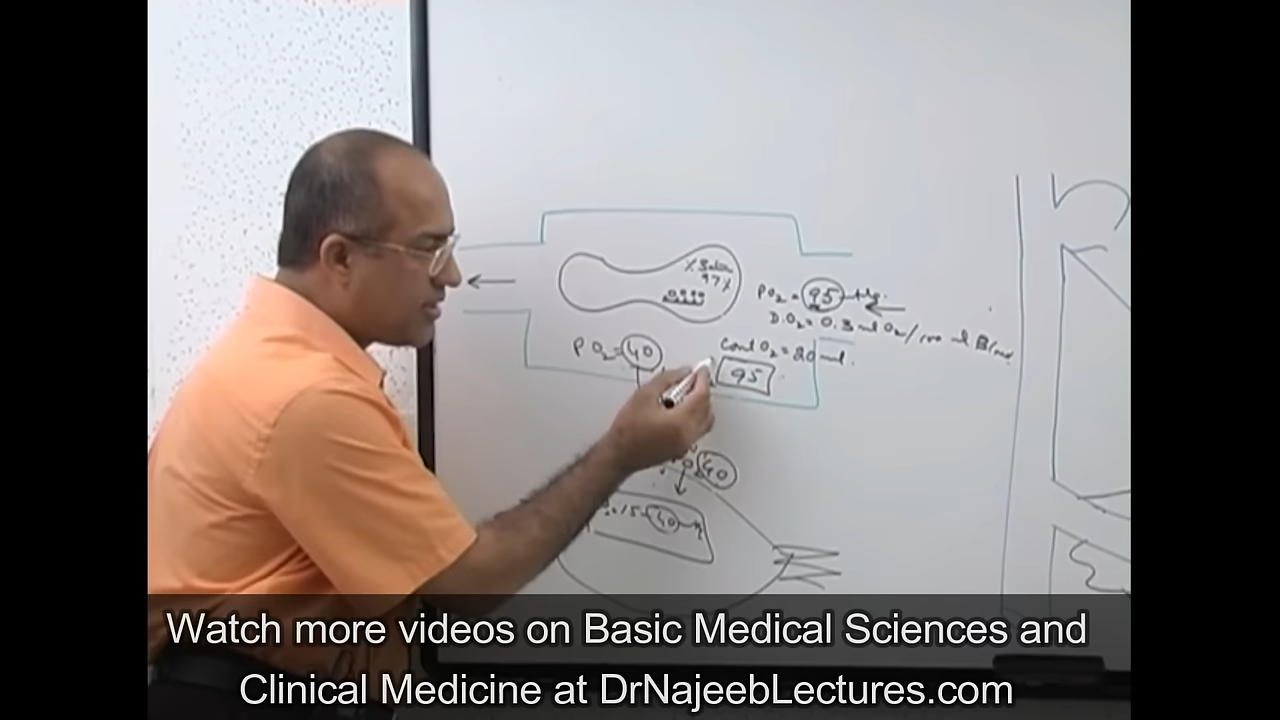 % Satu
97%
PO₂ = 95 mmHg.
D.O₂ = 0.3 ml O₂/100 ml Blood
PO₂ = 40
Cont O₂ = 20 ml.
95
40
40
Watch more videos on Basic Medical Sciences and
Clinical Medicine at DrNajeebLectures.com